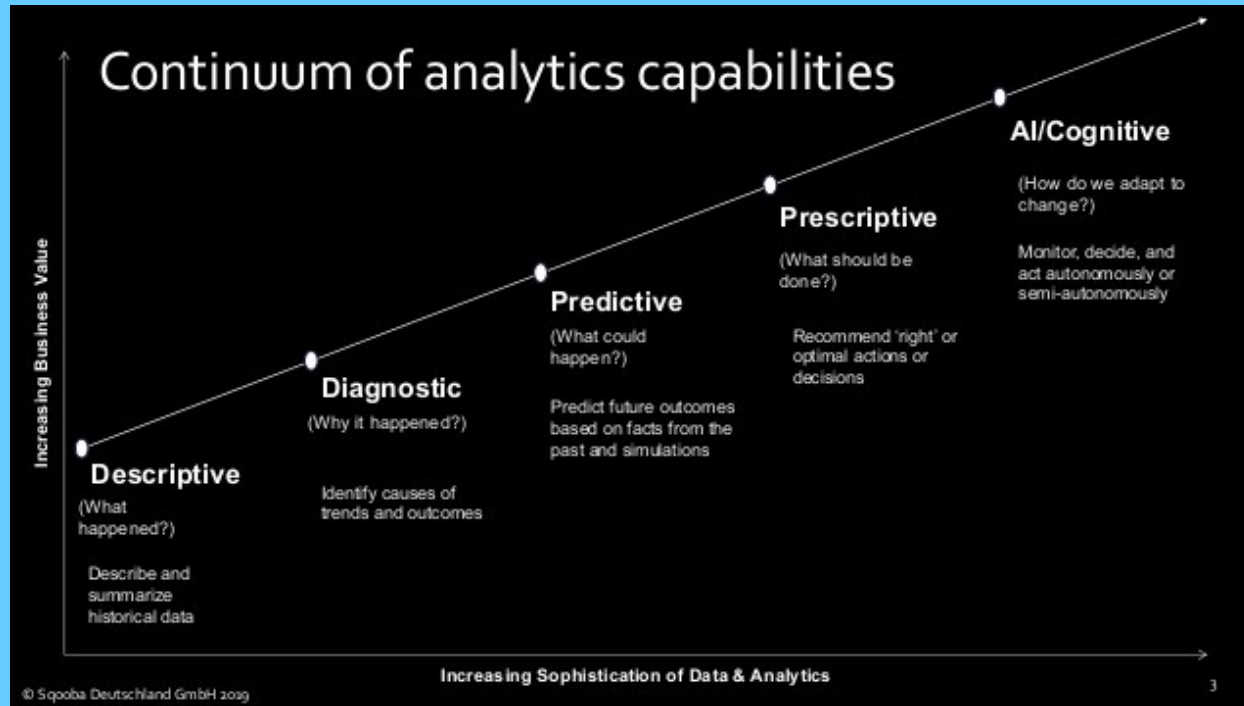 Continuum of analytics capabilities
AI/Cognitive
(How do we adapt to
change?)
Monitor, decide, and
act autonomously or
semi-autonomously
Prescriptive
(What should be
done?)
Recommend ‘right’ or
optimal actions or
decisions
Predictive
(What could
happen?)
Predict future outcomes
based on facts from the
past and simulations
Diagnostic
(Why it happened?)
Identify causes of
trends and outcomes
Descriptive
(What
happened?)
Describe and
summarize
historical data
Increasing Business Value
Increasing Sophistication of Data & Analytics
© Sqooba Deutschland GmbH 2019
3